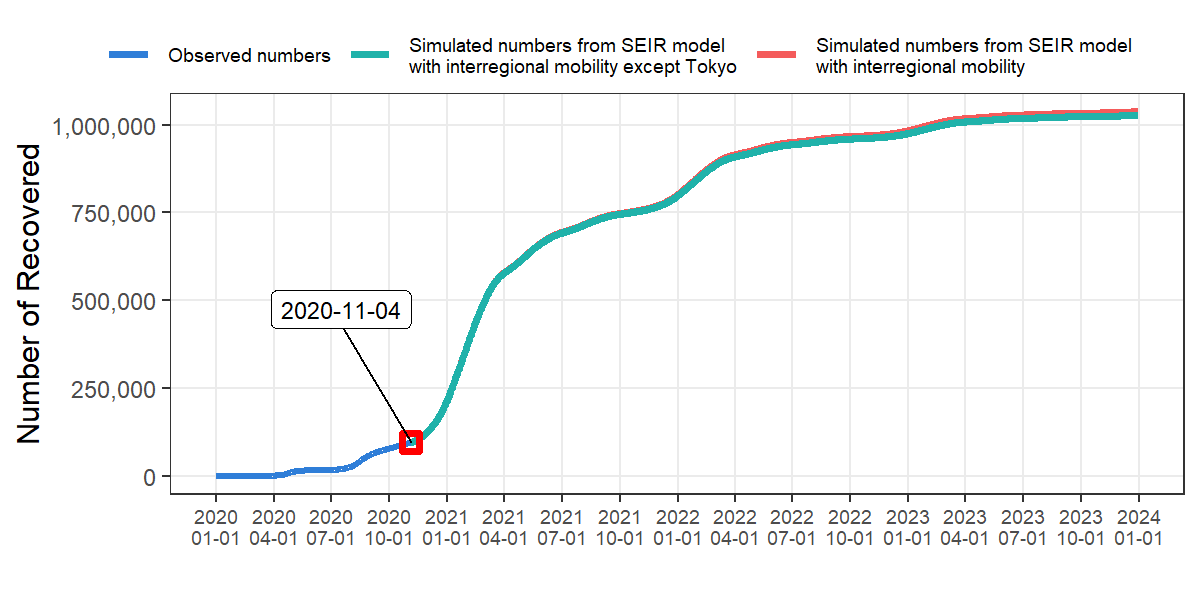 Observed numbers
Simulated numbers from SEIR model
with interregional mobility except Tokyo
Simulated numbers from SEIR model
with interregional mobility
Number of Recovered
1,000,000
750,000
500,000
250,000
0
2020-11-04
2020 2020 2020 2020 2021 2021 2021 2021 2022 2022 2022 2022 2023 2023 2023 2023 2024
01-01 04-01 07-01 10-01 01-01 04-01 07-01 10-01 01-01 04-01 07-01 10-01 01-01 04-01 07-01 10-01 01-01